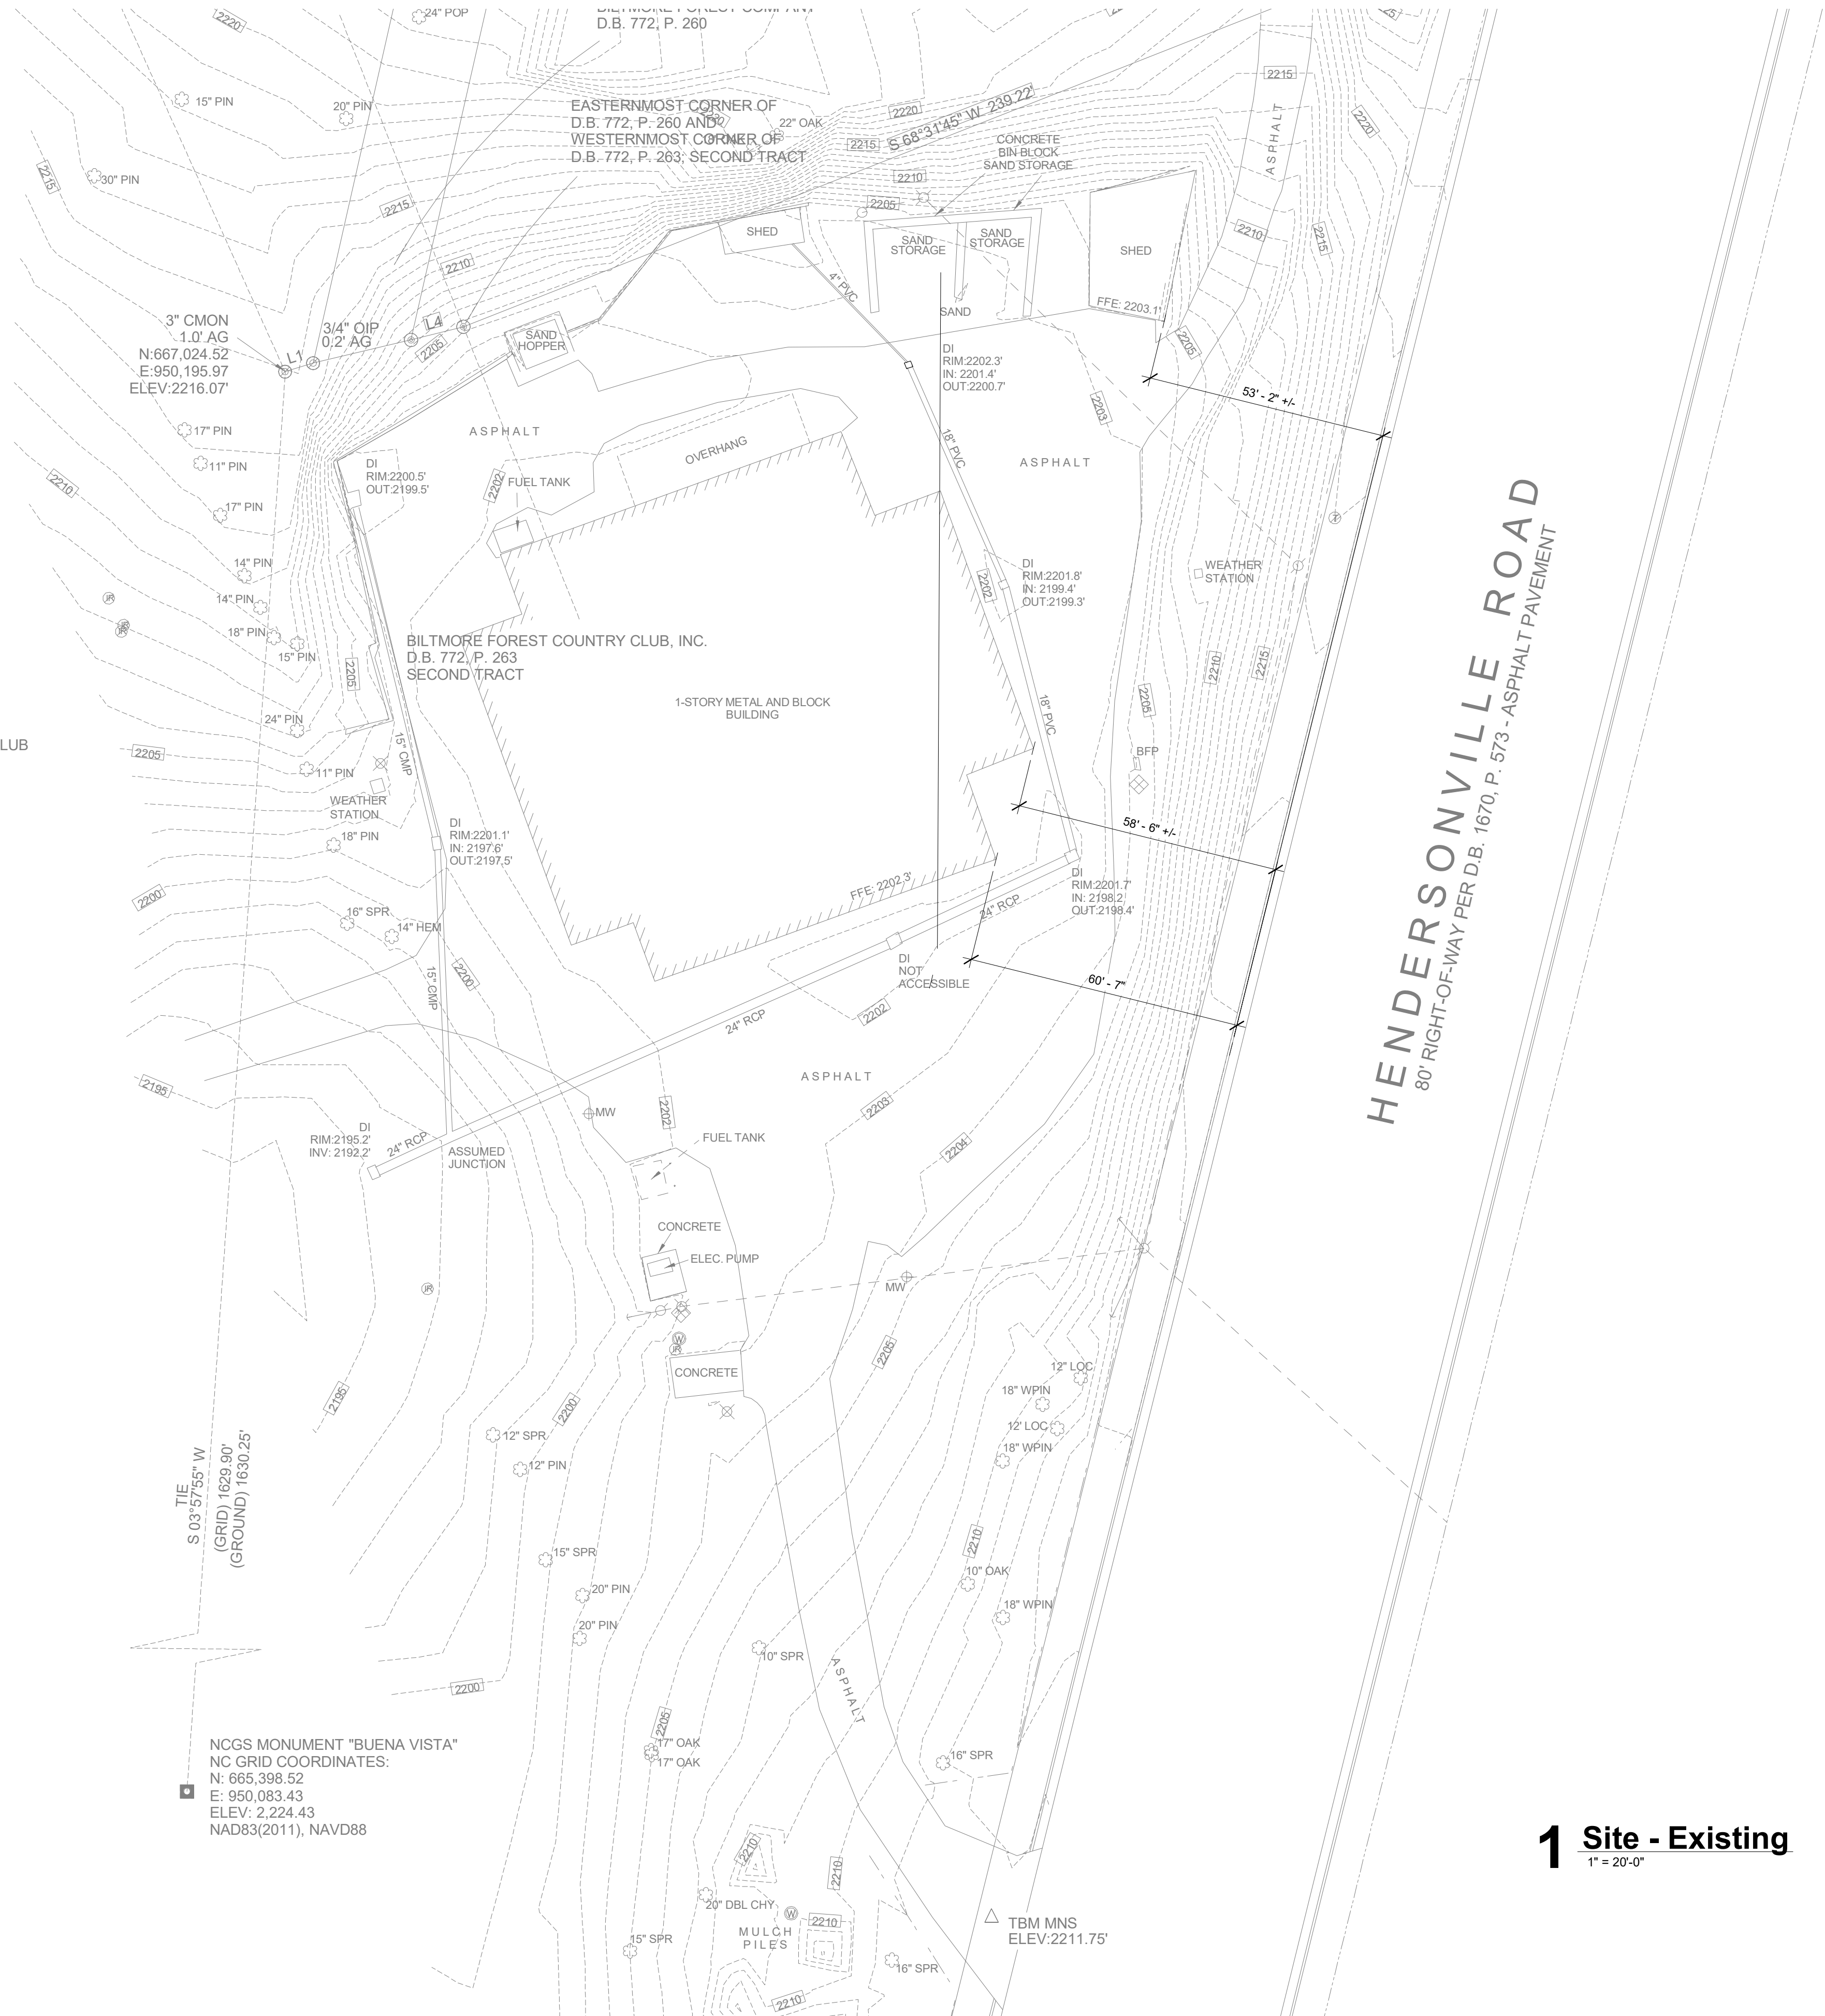 24" POP
D.B. 772, P. 260
2220
2215
15" PIN
20" PIN
EASTERNMOST CORNER OF
D.B. 772, P. 260 AND
WESTERNMOST CORNER OF
D.B. 772, P. 263; SECOND TRACT
22" OAK
2220
2215
S 68°31'45" W 239.22'
2210
2205
CONCRETE
BIN BLOCK
SAND STORAGE
ASPHALT
2220
30" PIN
2215
2215
2210
SHED
SAND
STORAGE
SAND
STORAGE
SHED
2210
2215
4" PVC
SAND
FFE: 2203.1'
2205
3" CMON
1.0' AG
N:667,024.52
E:950,195.97
ELEV:2216.07'
L1
3/4" OIP
0.2' AG
L4
2205
SAND
HOPPER
DI
RIM:2202.3'
IN: 2201.4'
OUT:2200.7'
53' - 2" +/-
2203
17" PIN
11" PIN
ASPHALT
OVERHANG
18" PVC
ASPHALT
DI
RIM:2200.5'
OUT:2199.5'
2202
FUEL TANK
2210
17" PIN
14" PIN
14" PIN
18" PIN
15" PIN
2205
T
WEATHER
STATION
DI
RIM:2201.8'
IN: 2199.4'
OUT:2199.3'
2202
JR
JR
BILTMORE FOREST COUNTRY CLUB, INC.
D.B. 772, P. 263
SECOND TRACT
1-STORY METAL AND BLOCK
BUILDING
2210
2215
2205
18" PVC
HENDERSONVILLE ROAD
80' RIGHT-OF-WAY PER D.B. 1670, P. 573 - ASPHALT PAVEMENT
LUB
2205
24" PIN
11" PIN
15" CMP
WEATHER
STATION
18" PIN
BFP
58' - 6" +/-
DI
RIM:2201.1'
IN: 2197.6'
OUT:2197.5'
FFE: 2202.3'
DI
RIM:2201.7'
IN: 2198.2
OUT:2198.4'
24" RCP
2200
16" SPR
14" HEM
2200
15" CMP
DI
NOT
ACCESSIBLE
60' - 7"
2202
24" RCP
ASPHALT
2195
2203
2202
MW
2204
DI
RIM:2195.2'
INV: 2192.2'
24" RCP
ASSUMED
JUNCTION
FUEL TANK
CONCRETE
ELEC. PUMP
MW
JR
W
JR
2205
CONCRETE
12" LOC
18" WPIN
12' LOC
18" WPIN
2195
2200
12" SPR
12" PIN
TIE
S 03°57'55" W
(GRID) 1629.90'
(GROUND) 1630.25'
2210
15" SPR
20" PIN
20" PIN
10" OAK
18" WPIN
10" SPR
ASPHALT
2200
2205
17" OAK
17" OAK
16" SPR
NCGS MONUMENT "BUENA VISTA"
NC GRID COORDINATES:
N: 665,398.52
E: 950,083.43
ELEV: 2,224.43
NAD83(2011), NAVD88
1 Site - Existing
1" = 20'-0"
2210
2210
20" DBL CHY
W
2210
MULCH
PILES
15" SPR
16" SPR
TBM MNS
ELEV:2211.75'
2210